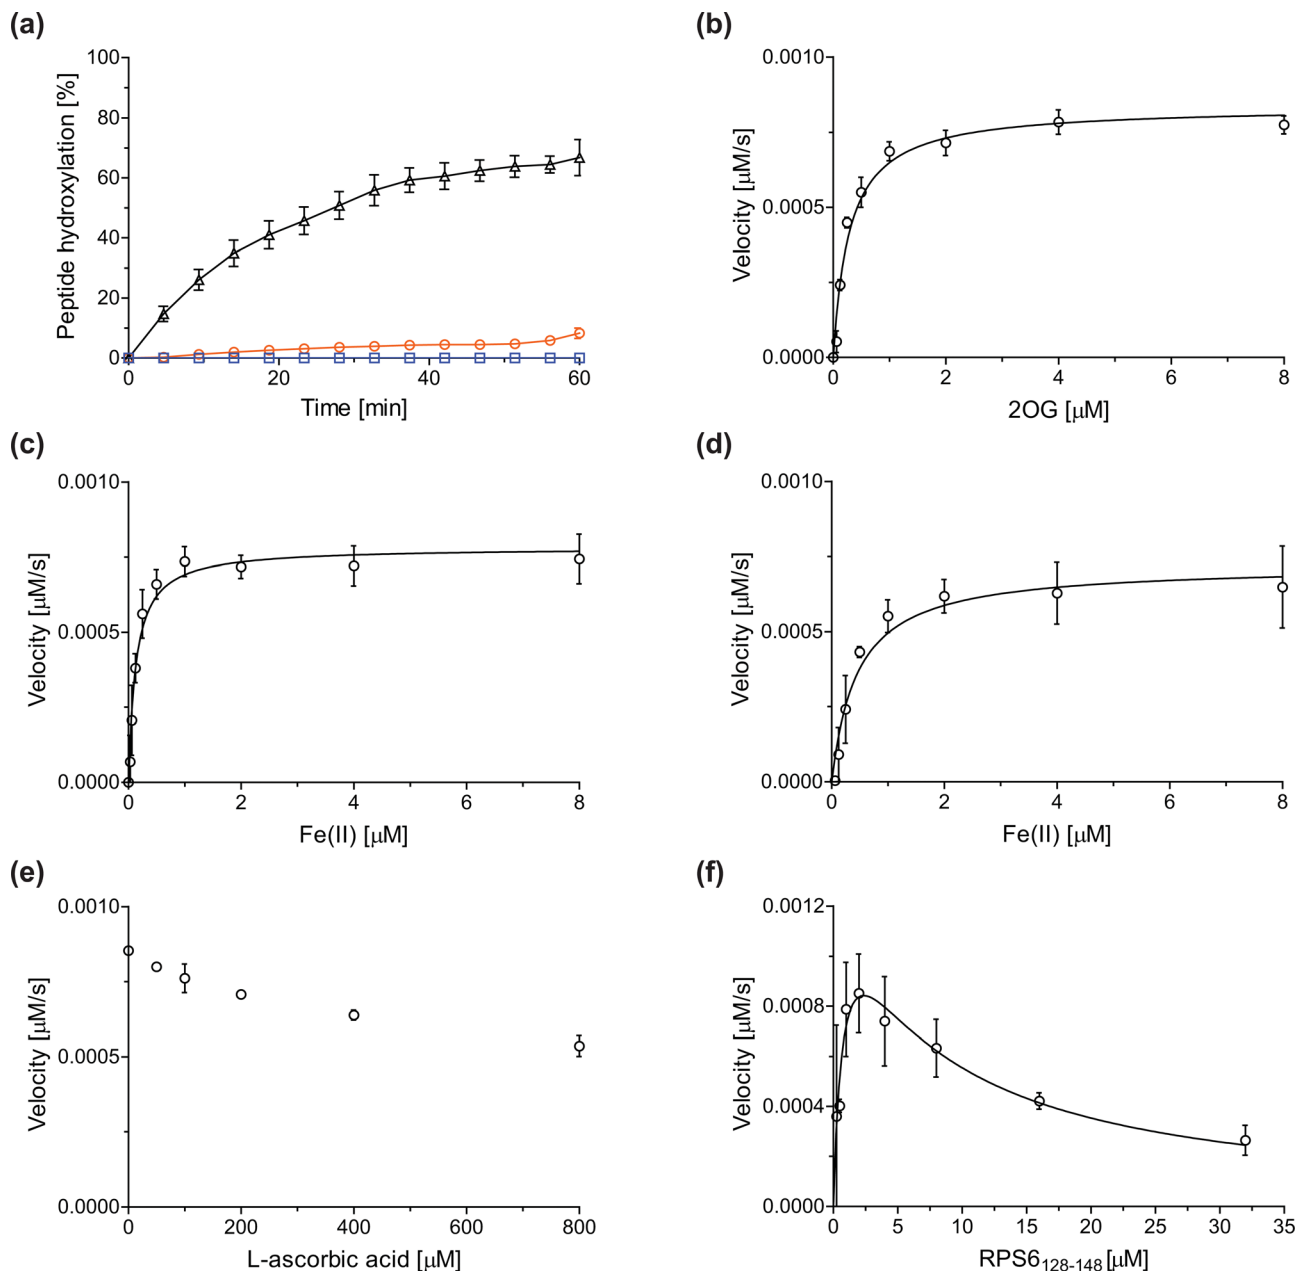 (a)
100
80
60
40
20
0
0 20 40 60
Peptide hydroxylation [%]
Time [min]
(b)
0.0010
0.0005
0.0000
0 2 4 6 8
Velocity [μM/s]
2OG [μM]
(c)
0.0010
0.0005
0.0000
0 2 4 6 8
Velocity [μM/s]
Fe(II) [μM]
(d)
0.0010
0.0005
0.0000
0 2 4 6 8
Velocity [μM/s]
Fe(II) [μM]
(e)
0.0010
0.0005
0.0000
0 200 400 600 800
Velocity [μM/s]
L-ascorbic acid [μM]
(f)
0.0012
0.0008
0.0004
0.0000
0 5 10 15 20 25 30 35
Velocity [μM/s]
RPS6128-148 [μM]